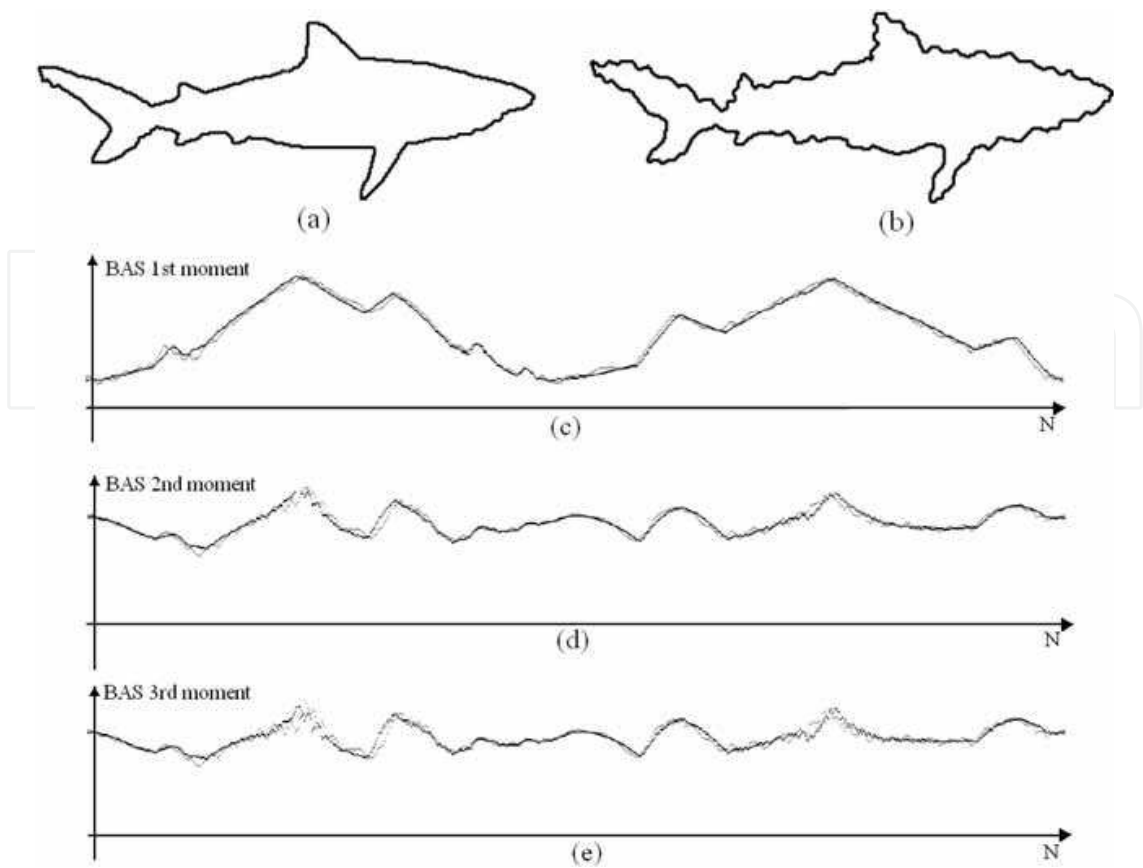 (a)
(b)
BAS 1st moment
N
(c)
BAS 2nd moment
N
(d)
BAS 3rd moment
N
(e)